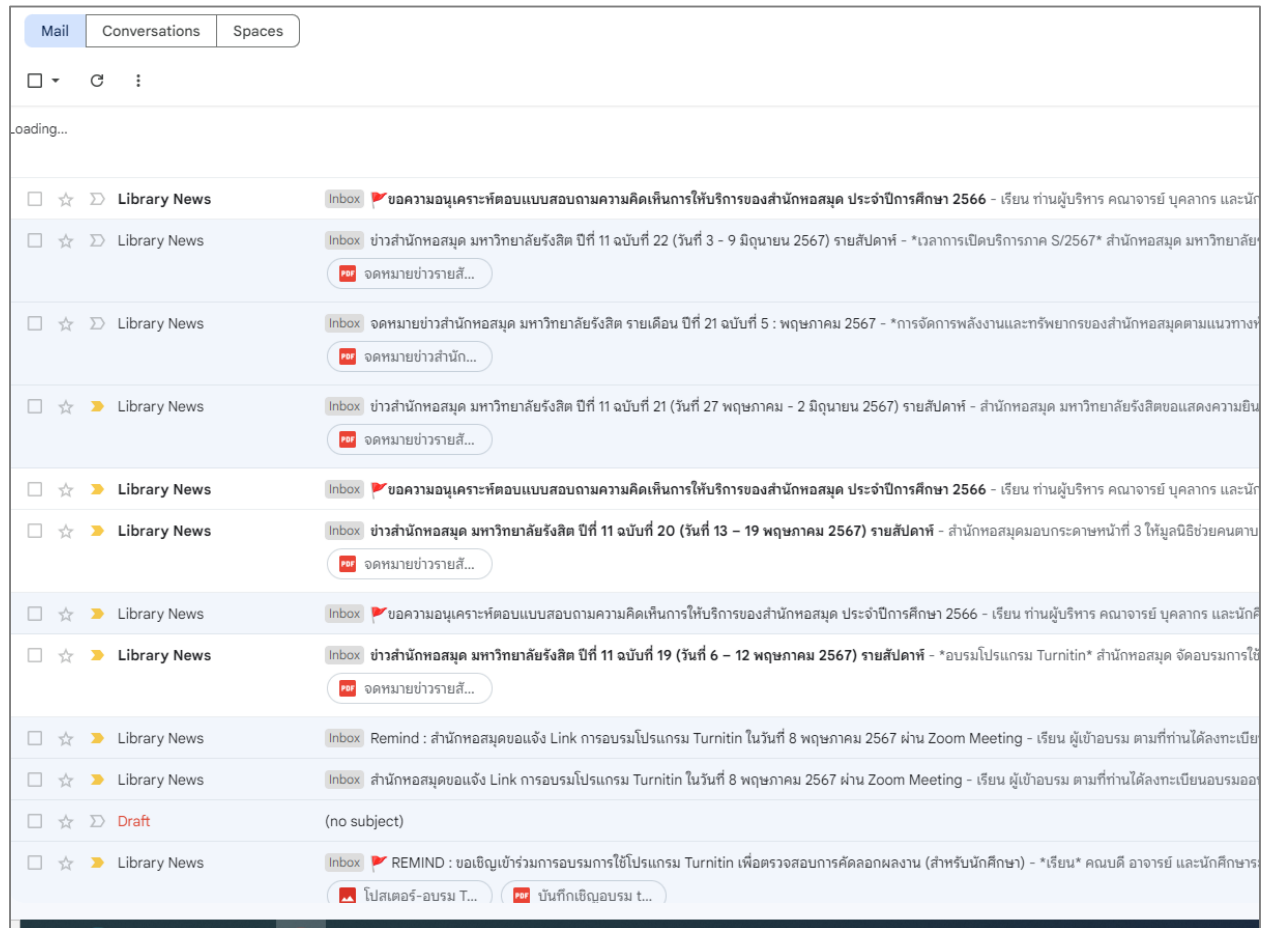 Mail Conversations Spaces
Loading...
Library News Inbox 🚩ขอความอนุเคราะห์ตอบแบบสอบถามความคิดเห็นการให้บริการของสำนักหอสมุด ประจำปีการศึกษา 2566 - เรียน ท่านผู้บริหาร คณาจารย์ บุคลากร และนัก
Library News Inbox ข่าวสำนักหอสมุด มหาวิทยาลัยรังสิต ปีที่ 11 ฉบับที่ 22 (วันที่ 3 - 9 มิถุนายน 2567) รายสัปดาห์ - *เวลาการเปิดบริการภาค S/2567* สำนักหอสมุด มหาวิทยาลัย
PDF จดหมายข่าวรายสั...
Library News Inbox จดหมายข่าวสำนักหอสมุด มหาวิทยาลัยรังสิต รายเดือน ปีที่ 21 ฉบับที่ 5 : พฤษภาคม 2567 - *การจัดการพลังงานและทรัพยากรของสำนักหอสมุดตามแนวทาง
PDF จดหมายข่าวสำนัก...
Library News Inbox ข่าวสำนักหอสมุด มหาวิทยาลัยรังสิต ปีที่ 11 ฉบับที่ 21 (วันที่ 27 พฤษภาคม - 2 มิถุนายน 2567) รายสัปดาห์ - สำนักหอสมุด มหาวิทยาลัยรังสิตขอแสดงความยิน
PDF จดหมายข่าวรายสั...
Library News Inbox 🚩ขอความอนุเคราะห์ตอบแบบสอบถามความคิดเห็นการให้บริการของสำนักหอสมุด ประจำปีการศึกษา 2566 - เรียน ท่านผู้บริหาร คณาจารย์ บุคลากร และนัก
Library News Inbox ข่าวสำนักหอสมุด มหาวิทยาลัยรังสิต ปีที่ 11 ฉบับที่ 20 (วันที่ 13 – 19 พฤษภาคม 2567) รายสัปดาห์ - สำนักหอสมุดมอบกระดาษหน้าที่ 3 ให้มูลนิธิช่วยคนตาบ
PDF จดหมายข่าวรายสั...
Library News Inbox 🚩ขอความอนุเคราะห์ตอบแบบสอบถามความคิดเห็นการให้บริการของสำนักหอสมุด ประจำปีการศึกษา 2566 - เรียน ท่านผู้บริหาร คณาจารย์ บุคลากร และนักศึ
Library News Inbox ข่าวสำนักหอสมุด มหาวิทยาลัยรังสิต ปีที่ 11 ฉบับที่ 19 (วันที่ 6 – 12 พฤษภาคม 2567) รายสัปดาห์ - *อบรมโปรแกรม Turnitin* สำนักหอสมุด จัดอบรมการใช้
PDF จดหมายข่าวรายสั...
Library News Inbox Remind : สำนักหอสมุดขอแจ้ง Link การอบรมโปรแกรม Turnitin ในวันที่ 8 พฤษภาคม 2567 ผ่าน Zoom Meeting - เรียน ผู้เข้าอบรม ตามที่ท่านได้ลงทะเบีย
Library News Inbox สำนักหอสมุดขอแจ้ง Link การอบรมโปรแกรม Turnitin ในวันที่ 8 พฤษภาคม 2567 ผ่าน Zoom Meeting - เรียน ผู้เข้าอบรม ตามที่ท่านได้ลงทะเบียนอบรมออ
Draft (no subject)
Library News Inbox 🚩 REMIND : ขอเชิญเข้าร่วมการอบรมการใช้โปรแกรม Turnitin เพื่อตรวจสอบการคัดลอกผลงาน (สำหรับนักศึกษา) - *เรียน* คณบดี อาจารย์ และนักศึกษาระ
โปสเตอร์-อบรม T... PDF บันทึกเชิญอบรม t...